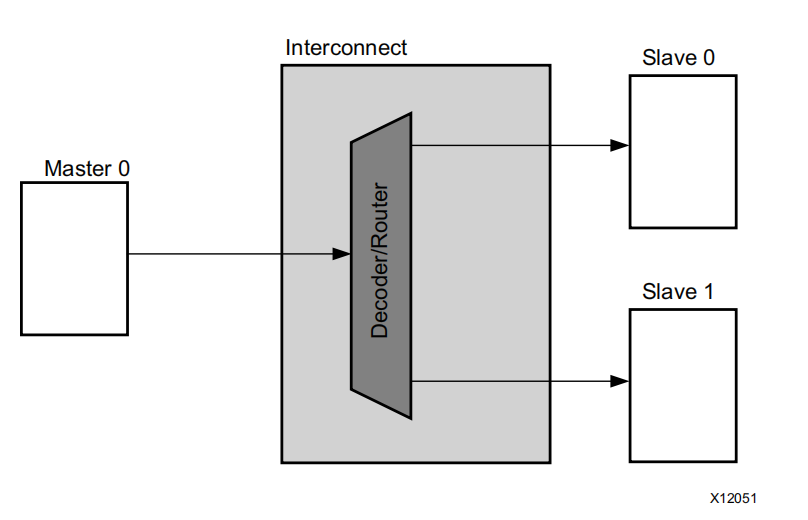 Interconnect
Slave 0
Master 0
Decoder/Router
Slave 1
X12051